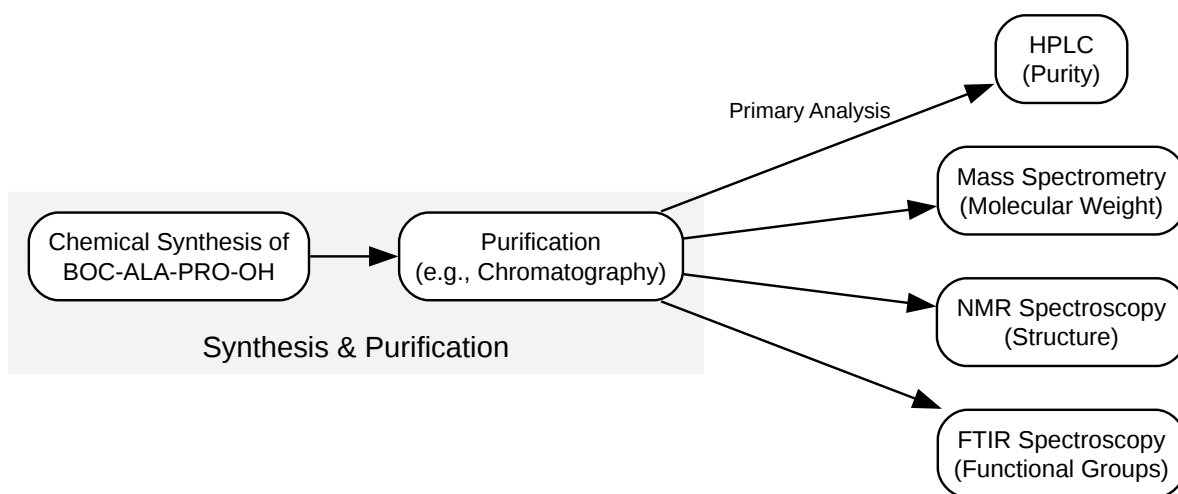 HPLC
(Purity)
Primary Analysis
Mass Spectrometry
(Molecular Weight)
Chemical Synthesis of
BOC-ALA-PRO-OH
Purification
(e.g., Chromatography)
NMR Spectroscopy
(Structure)
Synthesis & Purification
FTIR Spectroscopy
(Functional Groups)